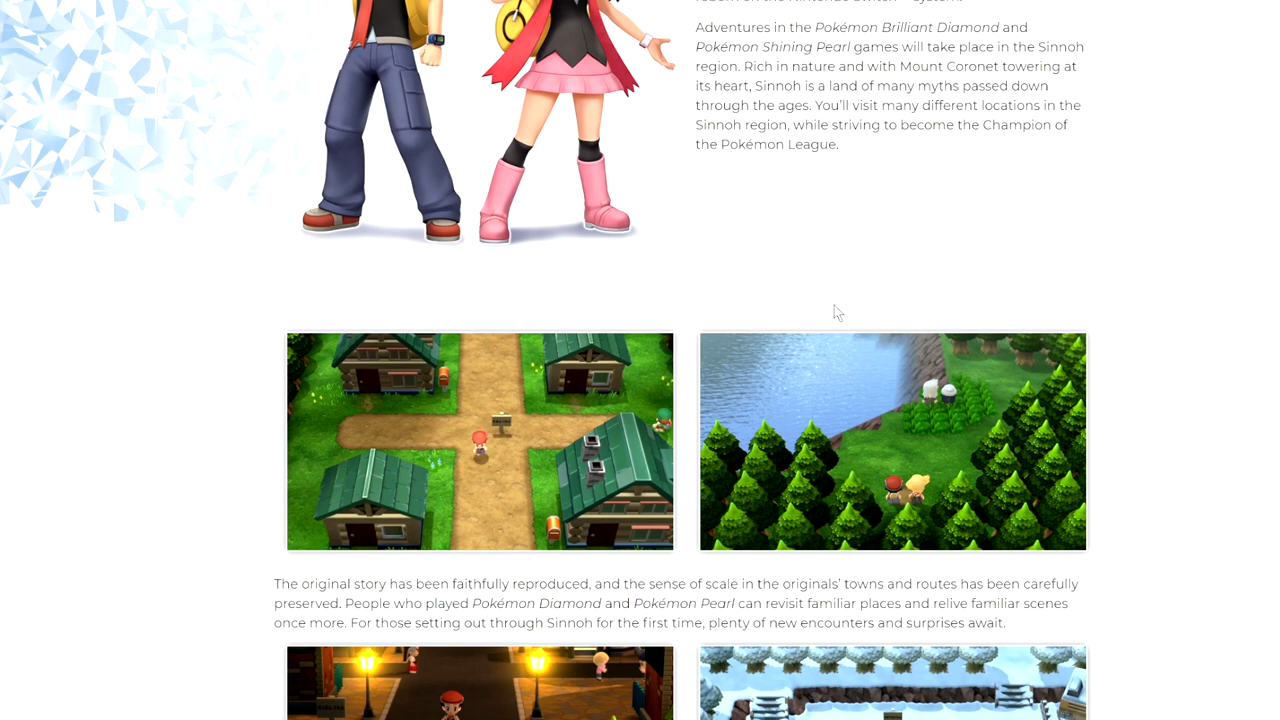 Adventures in the Pokémon Brilliant Diamond and
Pokémon Shining Pearl games will take place in the Sinnoh
region. Rich in nature and with Mount Coronet towering at
its heart, Sinnoh is a land of many myths passed down
through the ages. You’ll visit many different locations in the
Sinnoh region, while striving to become the Champion of
the Pokémon League.
The original story has been faithfully reproduced, and the sense of scale in the originals’ towns and routes has been carefully
preserved. People who played Pokémon Diamond and Pokémon Pearl can revisit familiar places and relive familiar scenes
once more. For those setting out through Sinnoh for the first time, plenty of new encounters and surprises await.